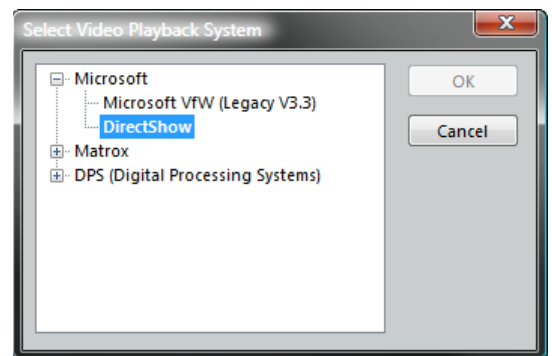 Select Video Playback System
Microsoft
OK
Microsoft VfW (Legacy V3.3)
DirectShow
Cancel
Matrox
DPS (Digital Processing Systems)